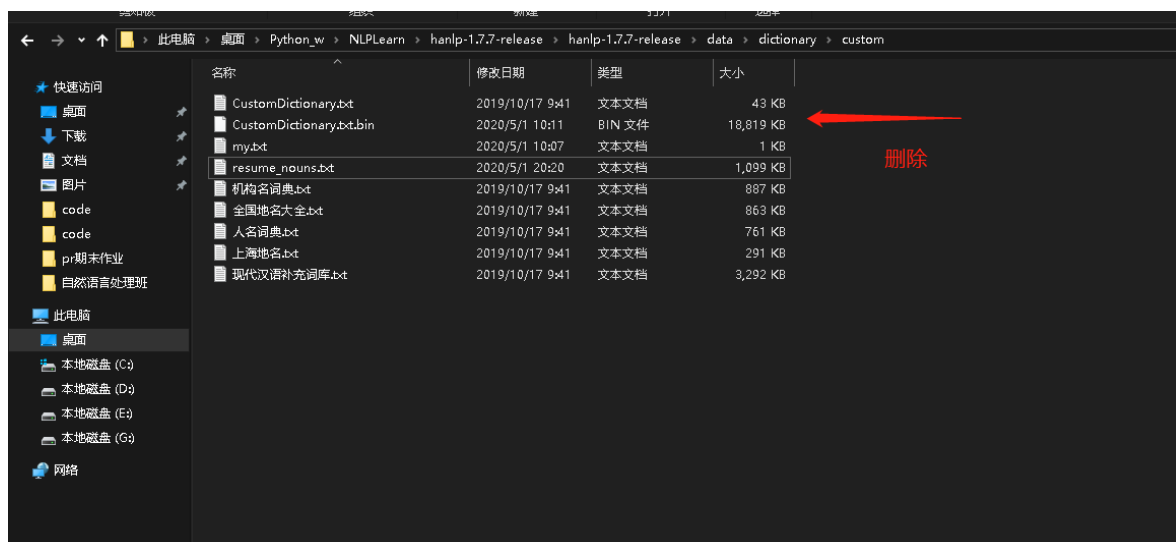 剪贴板 组织 新建 打开 选择
此电脑 › 桌面 › Python_w › NLPLearn › hanlp-1.7.7-release › hanlp-1.7.7-release › data › dictionary › custom
名称 修改日期 类型 大小
快速访问
桌面
下载
文档
图片
code
code
pr期末作业
自然语言处理班
此电脑
桌面
本地磁盘 (C:)
本地磁盘 (D:)
本地磁盘 (E:)
本地磁盘 (G:)
网络
CustomDictionary.txt 2019/10/17 9:41 文本文档 43 KB
CustomDictionary.txt.bin 2020/5/1 10:11 BIN 文件 18,819 KB
my.txt 2020/5/1 10:07 文本文档 1 KB
resume_nouns.txt 2020/5/1 20:20 文本文档 1,099 KB
机构名词典.txt 2019/10/17 9:41 文本文档 887 KB
全国地名大全.txt 2019/10/17 9:41 文本文档 863 KB
人名词典.txt 2019/10/17 9:41 文本文档 761 KB
上海地名.txt 2019/10/17 9:41 文本文档 291 KB
现代汉语补充词库.txt 2019/10/17 9:41 文本文档 3,292 KB
删除